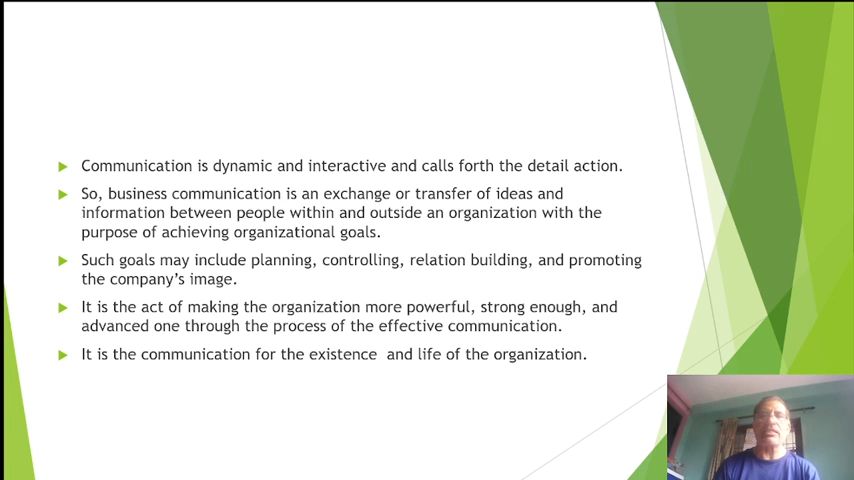 Communication is dynamic and interactive and calls forth the detail action.
So, business communication is an exchange or transfer of ideas and
information between people within and outside an organization with the
purpose of achieving organizational goals.
Such goals may include planning, controlling, relation building, and promoting
the company's image.
It is the act of making the organization more powerful, strong enough, and
advanced one through the process of the effective communication.
It is the communication for the existence and life of the organization.